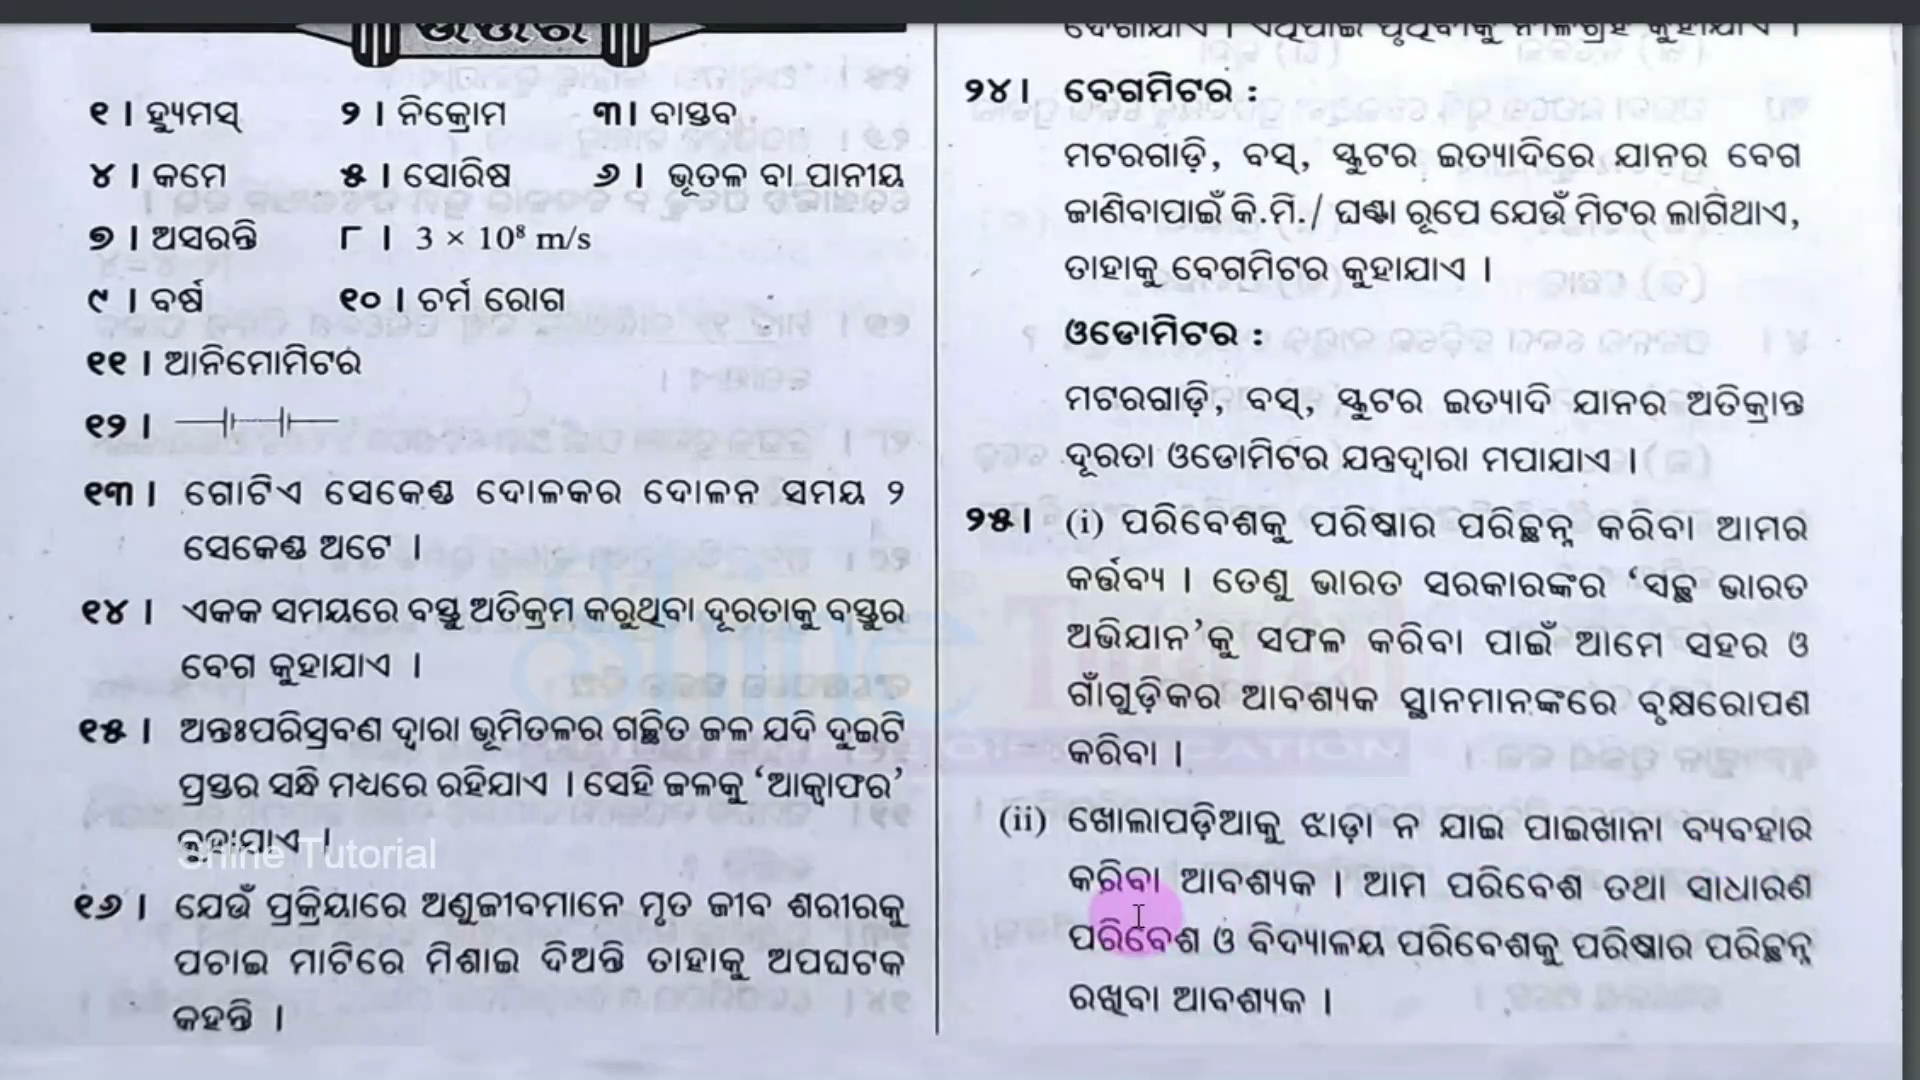 ଉତ୍ତର
୧ । ହ୍ୟୁମସ୍ ୨ । ନିକ୍ରୋମ ୩। ବାସ୍ତବ
୪ । କମେ ୫ । ସୋରିଷ ୬ । ଭୂତଳ ବା ପାନୀୟ
୭ । ଅସରନ୍ତି ୮ । 3 × 10⁸ m/s
୯ । ବର୍ଷ ୧୦ । ଚର୍ମ ରୋଗ
୧୧ । ଆନିମୋମିଟର
୧୨ ।
୧୩ । ଗୋଟିଏ ସେକେଣ୍ଡ ଦୋଳକର ଦୋଳନ ସମୟ ୨
ସେକେଣ୍ଡ ଅଟେ ।
୧୪ । ଏକକ ସମୟରେ ବସ୍ତୁ ଅତିକ୍ରମ କରୁଥିବା ଦୂରତାକୁ ବସ୍ତୁର
ବେଗ କୁହାଯାଏ ।
୧୫ । ଅନ୍ତଃପରିସ୍ରବଣ ଦ୍ୱାରା ଭୂମିତଳର ଗଚ୍ଛିତ ଜଳ ଯଦି ଦୁଇଟି
ପ୍ରସ୍ତର ସନ୍ଧି ମଧ୍ୟରେ ରହିଯାଏ । ସେହି ଜଳକୁ ‘ଆକ୍ୱାଫର’
କୁହାଯାଏ ।
୧୬ । ଯେଉଁ ପ୍ରକ୍ରିୟାରେ ଅଣୁଜୀବମାନେ ମୃତ ଜୀବ ଶରୀରକୁ
ପଚାଇ ମାଟିରେ ମିଶାଇ ଦିଅନ୍ତି ତାହାକୁ ଅପଘଟକ
କହନ୍ତି ।
ଦେଖାଯାଏ । ଏଥିପାଇଁ ପୃଥିବୀକୁ ନୀଳଗ୍ରହ କୁହାଯାଏ ।
୨୪। ବେଗମିଟର :
ମଟରଗାଡ଼ି, ବସ୍, ସ୍କୁଟର ଇତ୍ୟାଦିରେ ଯାନର ବେଗ
ଜାଣିବାପାଇଁ କି.ମି./ ଘଣ୍ଟା ରୂପେ ଯେଉଁ ମିଟର ଲାଗିଥାଏ,
ତାହାକୁ ବେଗମିଟର କୁହାଯାଏ ।
ଓଡୋମିଟର :
ମଟରଗାଡ଼ି, ବସ୍, ସ୍କୁଟର ଇତ୍ୟାଦି ଯାନର ଅତିକ୍ରାନ୍ତ
ଦୂରତା ଓଡୋମିଟର ଯନ୍ତ୍ରଦ୍ୱାରା ମପାଯାଏ ।
୨୫। (i) ପରିବେଶକୁ ପରିଷ୍କାର ପରିଚ୍ଛନ୍ନ କରିବା ଆମର
କର୍ତ୍ତବ୍ୟ । ତେଣୁ ଭାରତ ସରକାରଙ୍କର ‘ସଚ୍ଛ ଭାରତ
ଅଭିଯାନ’କୁ ସଫଳ କରିବା ପାଇଁ ଆମେ ସହର ଓ
ଗାଁଗୁଡ଼ିକର ଆବଶ୍ୟକ ସ୍ଥାନମାନଙ୍କରେ ବୃକ୍ଷରୋପଣ
କରିବା ।
(ii) ଖୋଲାପଡ଼ିଆକୁ ଝାଡ଼ା ନ ଯାଇ ପାଇଖାନା ବ୍ୟବହାର
କରିବା ଆବଶ୍ୟକ । ଆମ ପରିବେଶ ତଥା ସାଧାରଣ
ପରିବେଶ ଓ ବିଦ୍ୟାଳୟ ପରିବେଶକୁ ପରିଷ୍କାର ପରିଚ୍ଛନ୍ନ
ରଖିବା ଆବଶ୍ୟକ ।
Shine Tutorial